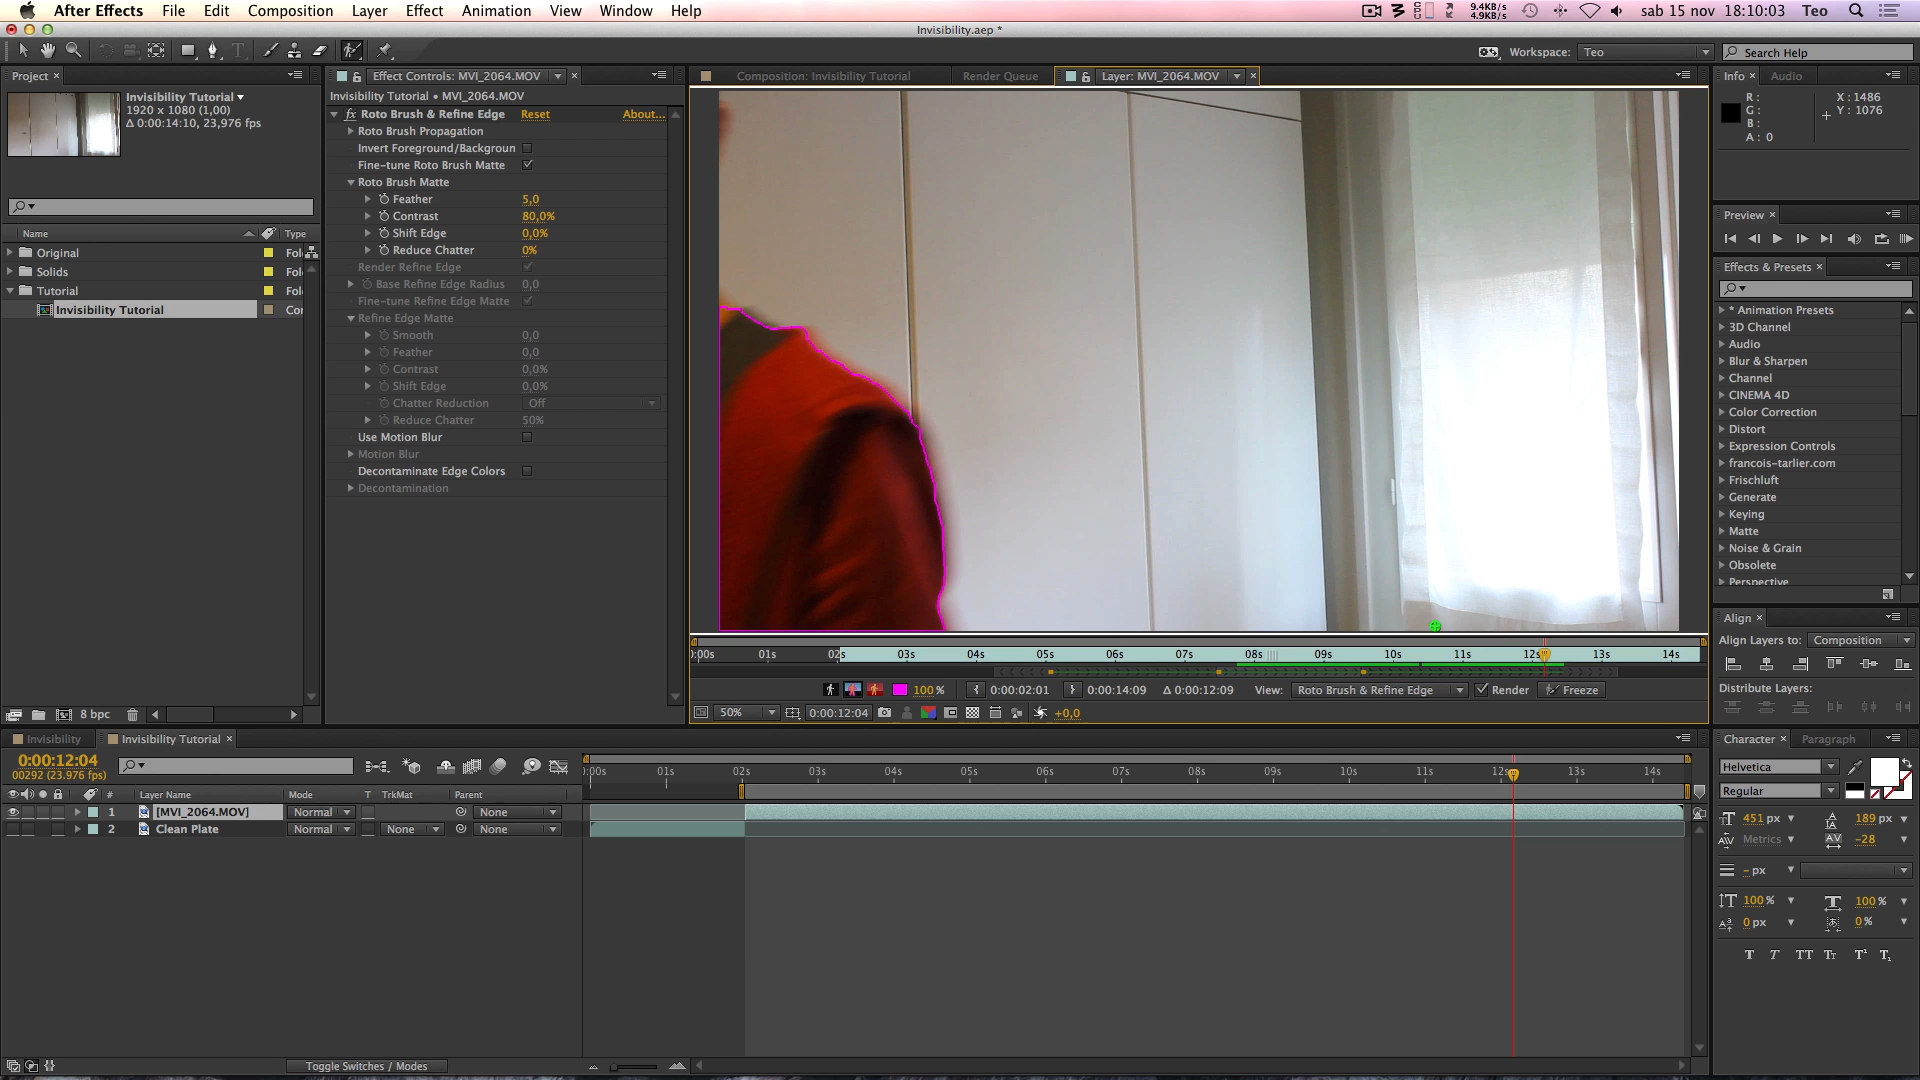 After Effects File Edit Composition Layer Effect Animation View Window Help
9.4KB/s
4.9KB/s
sab 15 nov 18:10:03 Teo
Invisibility.aep *
Workspace: Teo
Search Help
Project
Invisibility Tutorial
1920 x 1080 (1,00)
Δ 0:00:14:10, 23,976 fps
Name Type
Original Fol
Solids Fol
Tutorial Fol
Invisibility Tutorial Cor
8 bpc
Effect Controls: MVI_2064.MOV
Invisibility Tutorial • MVI_2064.MOV
fx Roto Brush & Refine Edge Reset About...
Roto Brush Propagation
Invert Foreground/Backgroun
Fine-tune Roto Brush Matte
Roto Brush Matte
Feather 5,0
Contrast 80,0%
Shift Edge 0,0%
Reduce Chatter 0%
Render Refine Edge
Base Refine Edge Radius 0,0
Fine-tune Refine Edge Matte
Refine Edge Matte
Smooth 0,0
Feather 0,0
Contrast 0,0%
Shift Edge 0,0%
Chatter Reduction Off
Reduce Chatter 50%
Use Motion Blur
Motion Blur
Decontaminate Edge Colors
Decontamination
Composition: Invisibility Tutorial Render Queue Layer: MVI_2064.MOV
):00s 01s 02s 03s 04s 05s 06s 07s 08s 09s 10s 11s 12s 13s 14s
100 % 0:00:02:01 0:00:14:09 Δ 0:00:12:09 View: Roto Brush & Refine Edge Render Freeze
50% 0:00:12:04 +0,0
Info Audio
R : X : 1486
G : Y : 1076
B :
A : 0
Preview
Effects & Presets
* Animation Presets
3D Channel
Audio
Blur & Sharpen
Channel
CINEMA 4D
Color Correction
Distort
Expression Controls
francois-tarlier.com
Frischluft
Generate
Keying
Matte
Noise & Grain
Obsolete
Perspective
Align
Align Layers to: Composition
Distribute Layers:
Character Paragraph
Helvetica
Regular
451 px 189 px
Metrics -28
- px
100 % 100 %
0 px 0 %
T T TT TT T¹ T₁
Invisibility Invisibility Tutorial
0:00:12:04
00292 (23.976 fps)
):00s 01s 02s 03s 04s 05s 06s 07s 08s 09s 10s 11s 12s 13s 14s
# Layer Name Mode T TrkMat Parent
1 [MVI_2064.MOV] Normal None
2 Clean Plate Normal None None
Toggle Switches / Modes